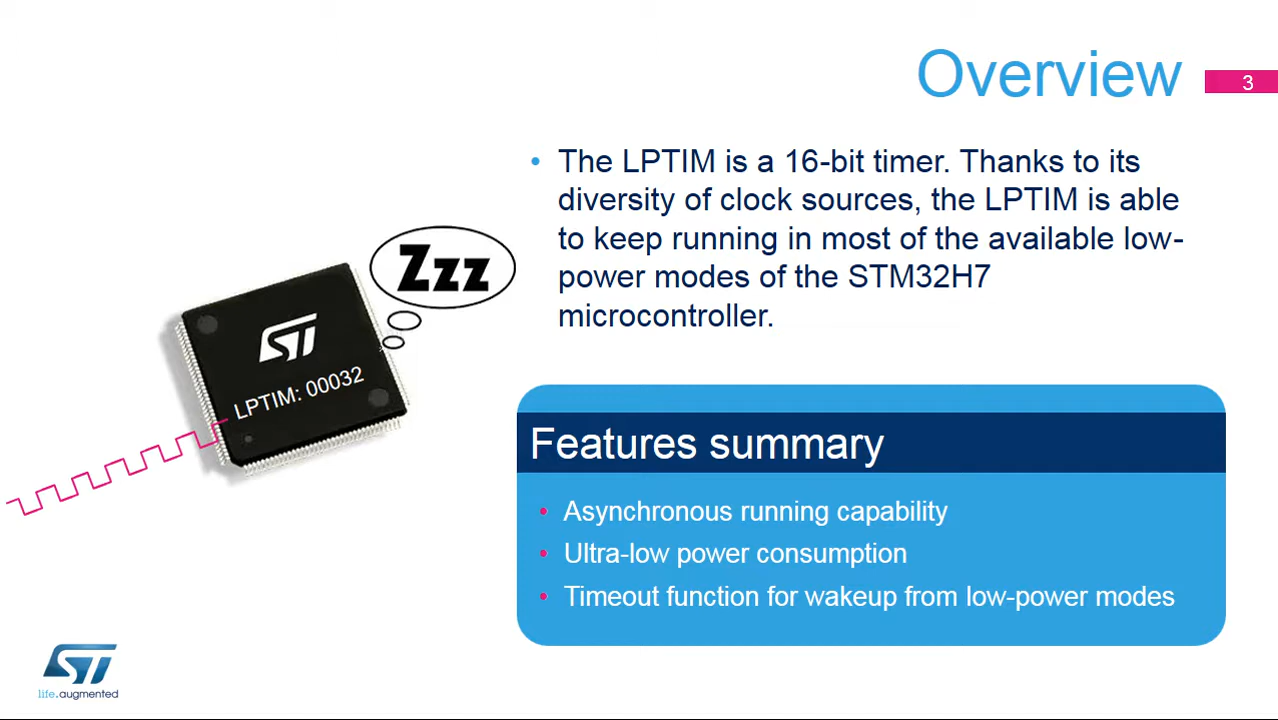 Overview
3
• The LPTIM is a 16-bit timer. Thanks to its
diversity of clock sources, the LPTIM is able
to keep running in most of the available low-
power modes of the STM32H7
microcontroller.
Zzz
ST
LPTIM: 00032
Features summary
• Asynchronous running capability
• Ultra-low power consumption
• Timeout function for wakeup from low-power modes
ST
life.augmented